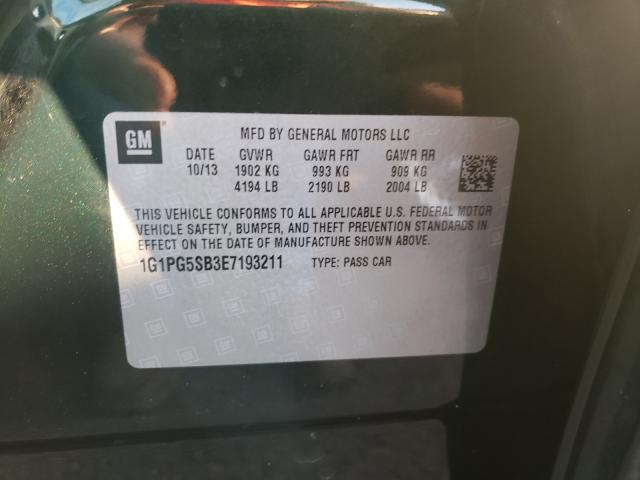 GM
MFD BY GENERAL MOTORS LLC
DATE GVWR GAWR FRT GAWR RR
10/13 1902 KG 993 KG 909 KG
4194 LB 2190 LB 2004 LB
THIS VEHICLE CONFORMS TO ALL APPLICABLE U.S. FEDERAL MOTOR
VEHICLE SAFETY, BUMPER, AND THEFT PREVENTION STANDARDS IN
EFFECT ON THE DATE OF MANUFACTURE SHOWN ABOVE.
1G1PG5SB3E7193211 TYPE: PASS CAR